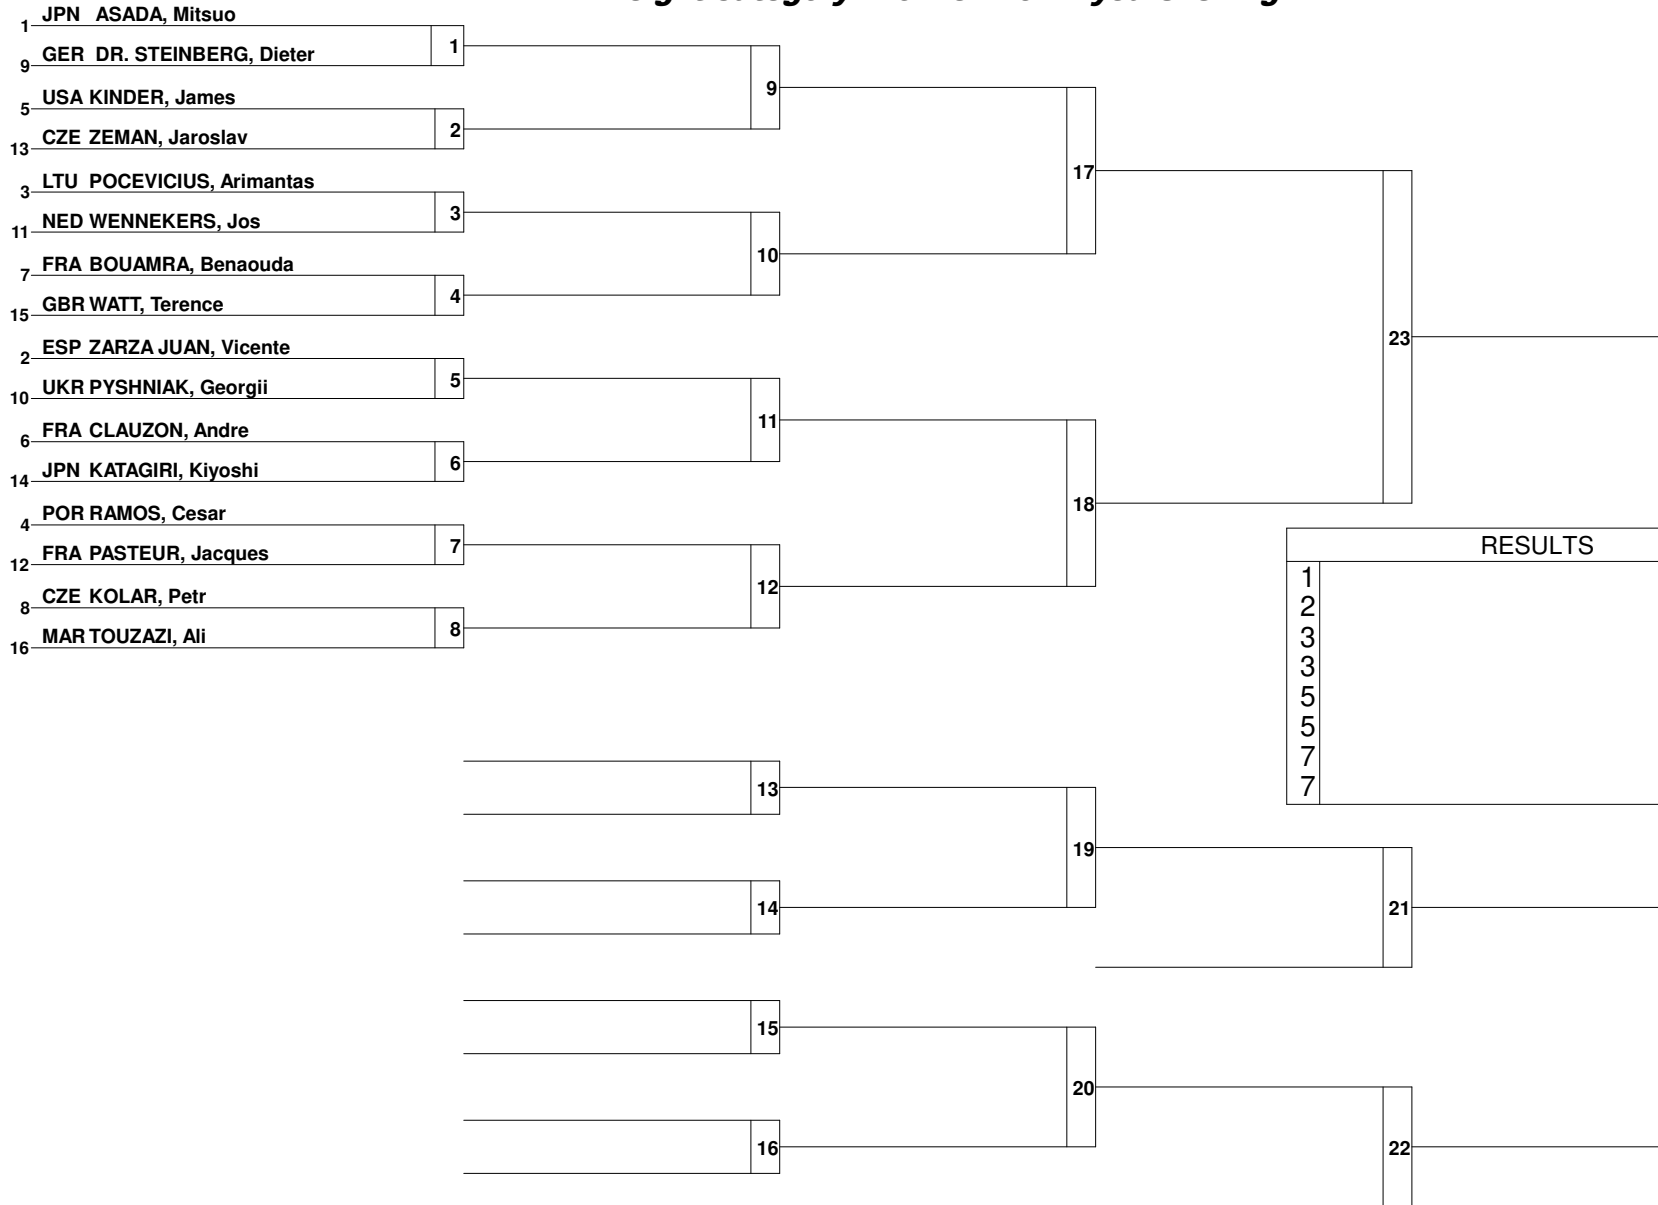 1 JPN ASADA, Mitsuo
1
9 GER DR. STEINBERG, Dieter
9
5 USA KINDER, James
2
13 CZE ZEMAN, Jaroslav
17
3 LTU POCEVICIUS, Arimantas
3
11 NED WENNEKERS, Jos
10
7 FRA BOUAMRA, Benaouda
4
15 GBR WATT, Terence
23
2 ESP ZARZA JUAN, Vicente
5
10 UKR PYSHNIAK, Georgii
11
6 FRA CLAUZON, Andre
6
14 JPN KATAGIRI, Kiyoshi
18
4 POR RAMOS, Cesar
7
12 FRA PASTEUR, Jacques
12
8 CZE KOLAR, Petr
8
16 MAR TOUZAZI, Ali
RESULTS
1
2
3
3
5
5
7
7
13
19
14
21
15
20
16
22